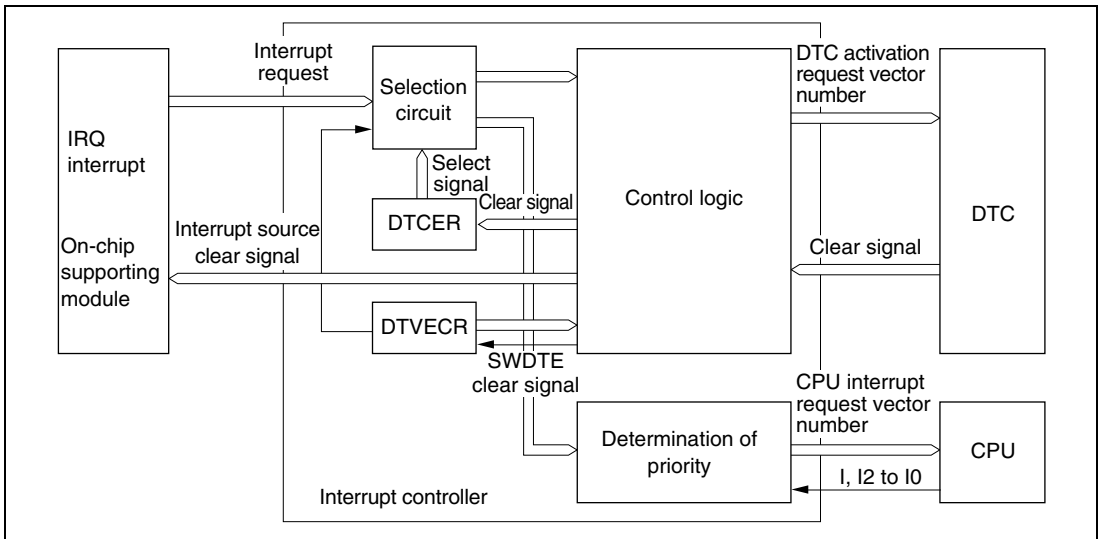 Interrupt
request
Selection
circuit
DTC activation
request vector
number
IRQ
interrupt
On-chip
supporting
module
Select
signal
Clear signal
DTCER
Control logic
DTC
Interrupt source
clear signal
Clear signal
DTVECR
SWDTE
clear signal
CPU interrupt
request vector
number
Determination of
priority
CPU
I, I2 to I0
Interrupt controller